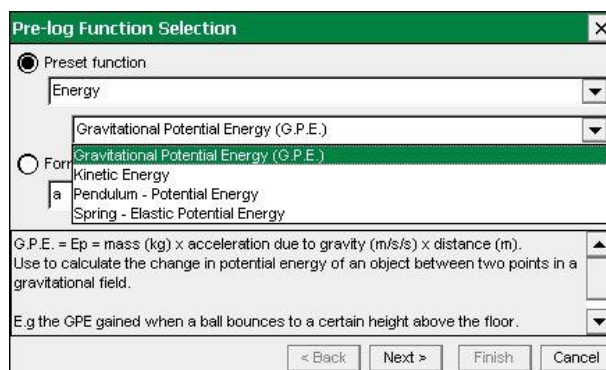 Pre-log Function Selection
Preset function
Energy
Gravitational Potential Energy (G.P.E.)
Gravitational Potential Energy (G.P.E.)
Kinetic Energy
Pendulum - Potential Energy
Spring - Elastic Potential Energy
a
G.P.E. = Ep = mass (kg) x acceleration due to gravity (m/s/s) x distance (m).
Use to calculate the change in potential energy of an object between two points in a
gravitational field.
E.g the GPE gained when a ball bounces to a certain height above the floor.
< Back Next > Finish Cancel